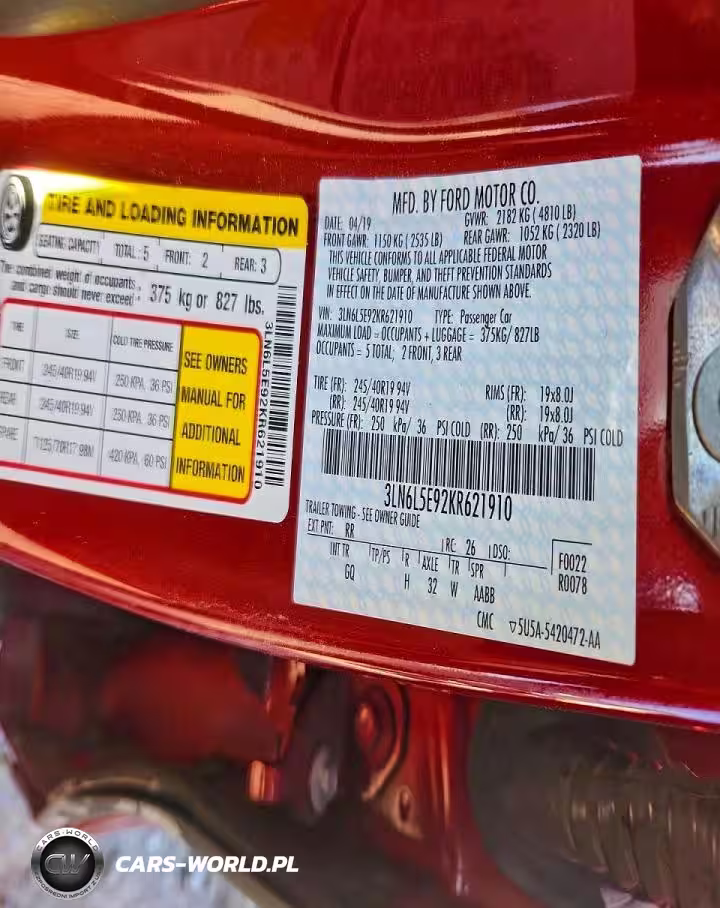 TIRE AND LOADING INFORMATION
SEATING CAPACITY TOTAL: 5 FRONT: 2 REAR: 3
The combined weight of occupants
and cargo should never exceed 375 kg or 827 lbs.
TIRE SIZE COLD TIRE PRESSURE
FRONT 245/40R19 94V 250 KPA, 36 PSI
REAR 245/40R19 94V 250 KPA, 36 PSI
SPARE T125/70R17 98M 420 KPA, 60 PSI
SEE OWNERS
MANUAL FOR
ADDITIONAL
INFORMATION
3LN6L5E92KR621910
MFD. BY FORD MOTOR CO.
DATE: 04/19 GVWR: 2182 KG ( 4810 LB)
FRONT GAWR: 1150 KG ( 2535 LB) REAR GAWR: 1052 KG ( 2320 LB)
THIS VEHICLE CONFORMS TO ALL APPLICABLE FEDERAL MOTOR
VEHICLE SAFETY, BUMPER, AND THEFT PREVENTION STANDARDS
IN EFFECT ON THE DATE OF MANUFACTURE SHOWN ABOVE.
VIN: 3LN6L5E92KR621910 TYPE: Passenger Car
MAXIMUM LOAD = OCCUPANTS + LUGGAGE = 375KG/ 827LB
OCCUPANTS = 5 TOTAL; 2 FRONT, 3 REAR
TIRE (FR): 245/40R19 94V RIMS (FR): 19x8.0J
(RR): 245/40R19 94V (RR): 19x8.0J
PRESSURE (FR): 250 kPa/ 36 PSI COLD (RR): 250 kPa/ 36 PSI COLD
3LN6L5E92KR621910
TRAILER TOWING - SEE OWNER GUIDE
EXT PNT: RR RC: 26 DSO:
INT TR TP/PS R AXLE TR SPR
GQ H 32 W AABB
F0022
R0078
CMC ▽5U5A-5420472-AA
CARS-WORLD
CW
CARS-WORLD.PL